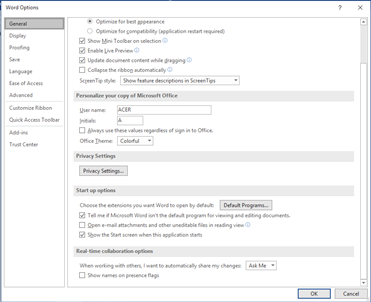 Word Options
General
Display
Proofing
Save
Language
Ease of Access
Advanced
Customize Ribbon
Quick Access Toolbar
Add-ins
Trust Center
Optimize for best appearance
Optimize for compatibility (application restart required)
Show Mini Toolbar on selection
Enable Live Preview
Update document content while dragging
Collapse the ribbon automatically
ScreenTip style: Show feature descriptions in ScreenTips
Personalize your copy of Microsoft Office
User name: ACER
Initials: A
Always use these values regardless of sign in to Office.
Office Theme: Colorful
Privacy Settings
Privacy Settings...
Start up options
Choose the extensions you want Word to open by default: Default Programs...
Tell me if Microsoft Word isn't the default program for viewing and editing documents.
Open e-mail attachments and other uneditable files in reading view
Show the Start screen when this application starts
Real-time collaboration options
When working with others, I want to automatically share my changes: Ask Me
Show names on presence flags
OK
Cancel